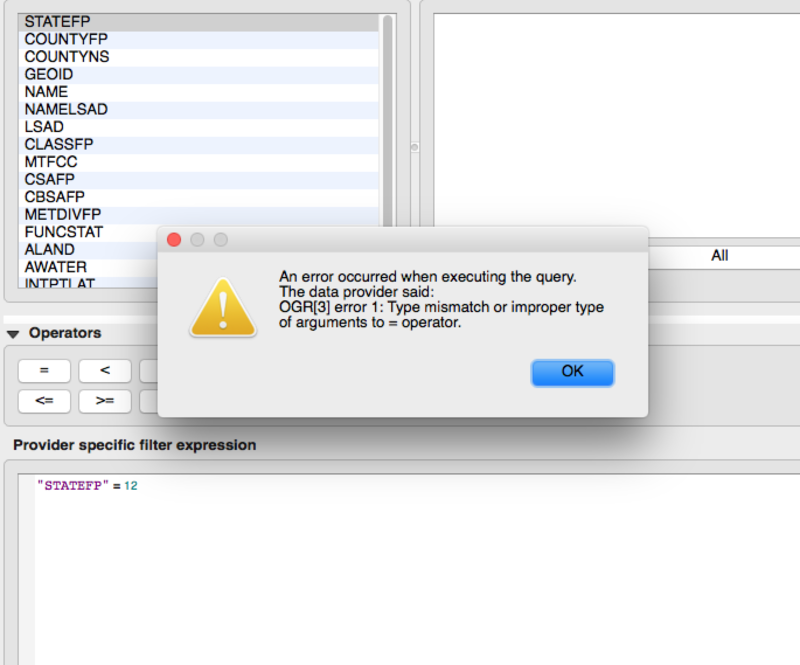 STATEFP
COUNTYFP
COUNTYNS
GEOID
NAME
NAMELSAD
LSAD
CLASSFP
MTFCC
CSAFP
CBSAFP
METDIVFP
FUNCSTAT
ALAND
AWATER
INTPTLAT
All
An error occurred when executing the query.
The data provider said:
OGR[3] error 1: Type mismatch or improper type
of arguments to = operator.
OK
Operators
= <
<= >=
Provider specific filter expression
"STATEFP" = 12